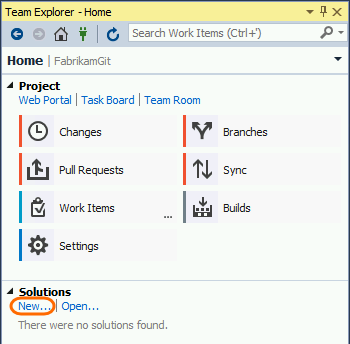 Team Explorer - Home
Search Work Items (Ctrl+')
Home | FabrikamGit
Project
Web Portal | Task Board | Team Room
Changes
Branches
Pull Requests
Sync
Work Items
...
Builds
Settings
Solutions
New... | Open...
There were no solutions found.